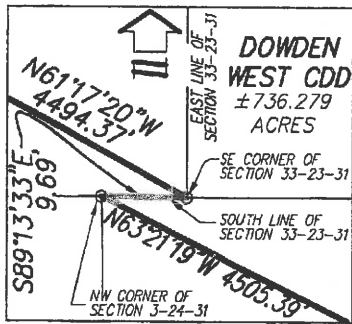 DOWDEN
WEST CDD
±736.279
ACRES
EAST LINE OF
SECTION 33-23-31
N61°17'20"W
4494.37'
SE CORNER OF
SECTION 33-23-31
SOUTH LINE OF
SECTION 33-23-31
S89°13'33"E
9.69'
N63°21'19"W 4505.39'
NW CORNER OF
SECTION 3-24-31